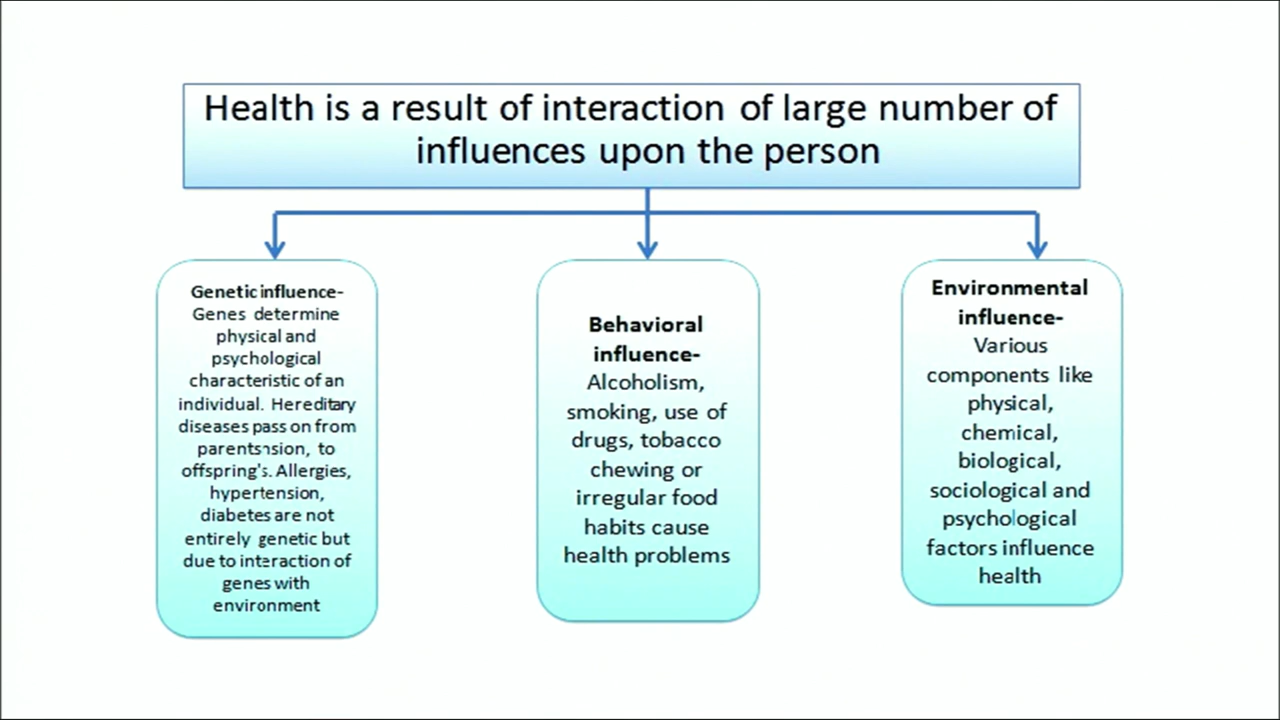 Health is a result of interaction of large number of
influences upon the person
Genetic influence-
Genes determine
physical and
psychological
characteristic of an
individual. Hereditary
diseases pass on from
parentsnsion, to
offspring's. Allergies,
hypertension,
diabetes are not
entirely genetic but
due to interaction of
genes with
environment
Behavioral
influence-
Alcoholism,
smoking, use of
drugs, tobacco
chewing or
irregular food
habits cause
health problems
Environmental
influence-
Various
components like
physical,
chemical,
biological,
sociological and
psychological
factors influence
health